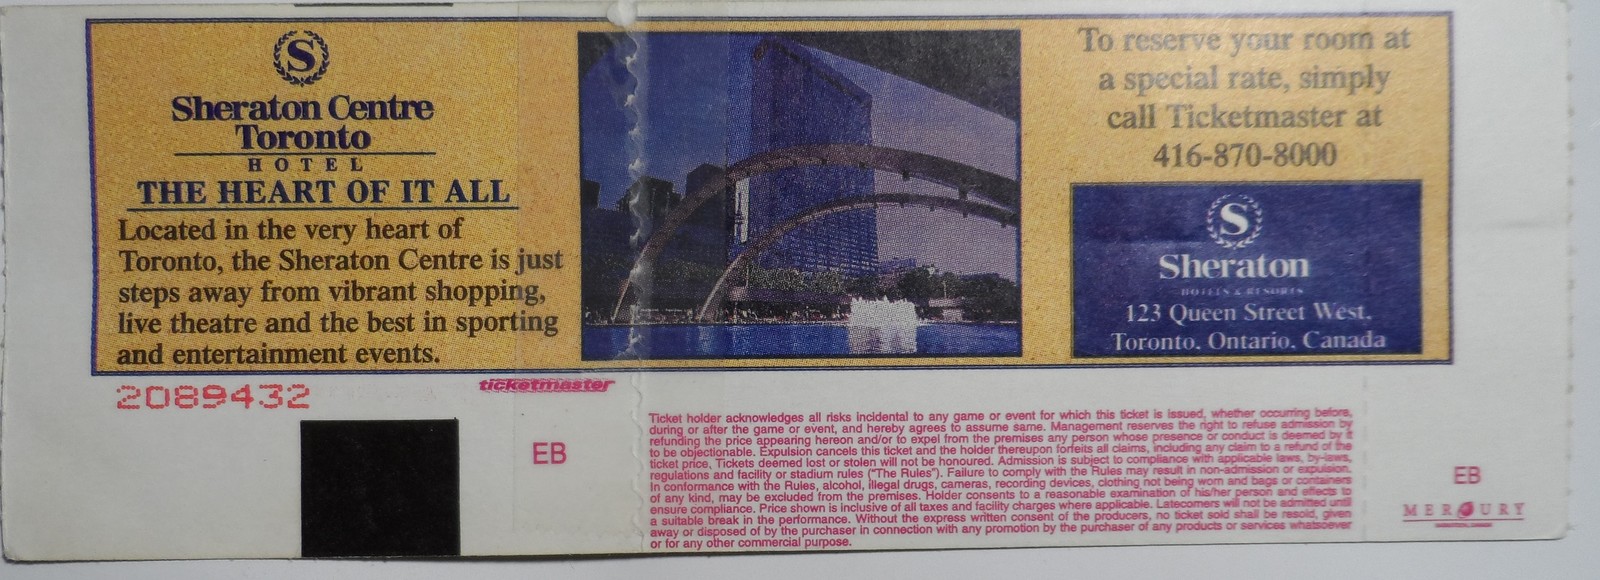 S
Sheraton Centre
Toronto
HOTEL
THE HEART OF IT ALL
Located in the very heart of
Toronto, the Sheraton Centre is just
steps away from vibrant shopping,
live theatre and the best in sporting
and entertainment events.
To reserve your room at
a special rate, simply
call Ticketmaster at
416-870-8000
S
Sheraton
HOTELS & RESORTS
123 Queen Street West,
Toronto, Ontario, Canada
2089432
ticketmaster
EB
Ticket holder acknowledges all risks incidental to any game or event for which this ticket is issued, whether occurring before,
during or after the game or event, and hereby agrees to assume same. Management reserves the right to refuse admission by
refunding the price appearing hereon and/or to expel from the premises any person whose presence or conduct is deemed by it
to be objectionable. Expulsion cancels this ticket and the holder thereupon forfeits all claims, including any claim to a refund of the
ticket price. Tickets deemed lost or stolen will not be honoured. Admission is subject to compliance with applicable laws, by-laws,
regulations and facility or stadium rules ("The Rules"). Failure to comply with the Rules may result in non-admission or expulsion.
In conformance with the Rules, alcohol, illegal drugs, cameras, recording devices, clothing not being worn and bags or containers
of any kind, may be excluded from the premises. Holder consents to a reasonable examination of his/her person and effects to
ensure compliance. Price shown is inclusive of all taxes and facility charges where applicable. Latecomers will not be admitted until
a suitable break in the performance. Without the express written consent of the producers, no ticket sold shall be resold, given
away or disposed of by the purchaser in connection with any promotion by the purchaser of any products or services whatsoever
or for any other commercial purpose.
EB
MERCURY